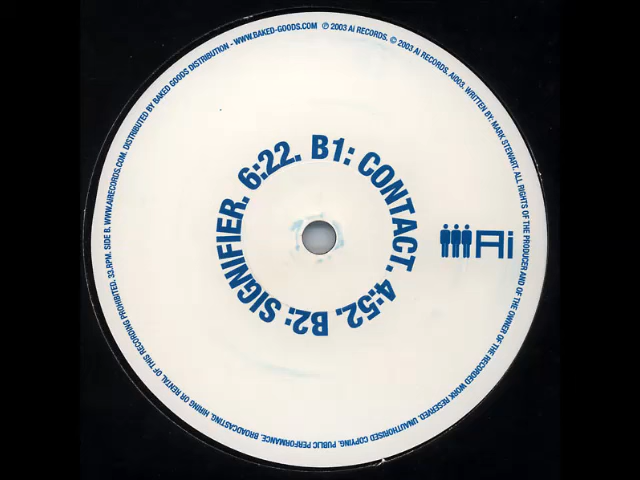 B1: CONTACT. 4:52. B2: SIGNIFIER. 6:22.
Ai
℗ 2003 Ai RECORDS. © 2003 Ai RECORDS. Ai003. WRITTEN BY: MARK STEWART. ALL RIGHTS OF THE PRODUCER AND OF THE OWNER OF THE RECORDED WORK RESERVED. UNAUTHORISED COPYING, PUBLIC PERFORMANCE, BROADCASTING, HIRING OR RENTAL OF THIS RECORDING PROHIBITED. 33.RPM. SIDE B. WWW.AIRECORDS.COM. DISTRIBUTED BY BAKED GOODS DISTRIBUTION - WWW.BAKED-GOODS.COM